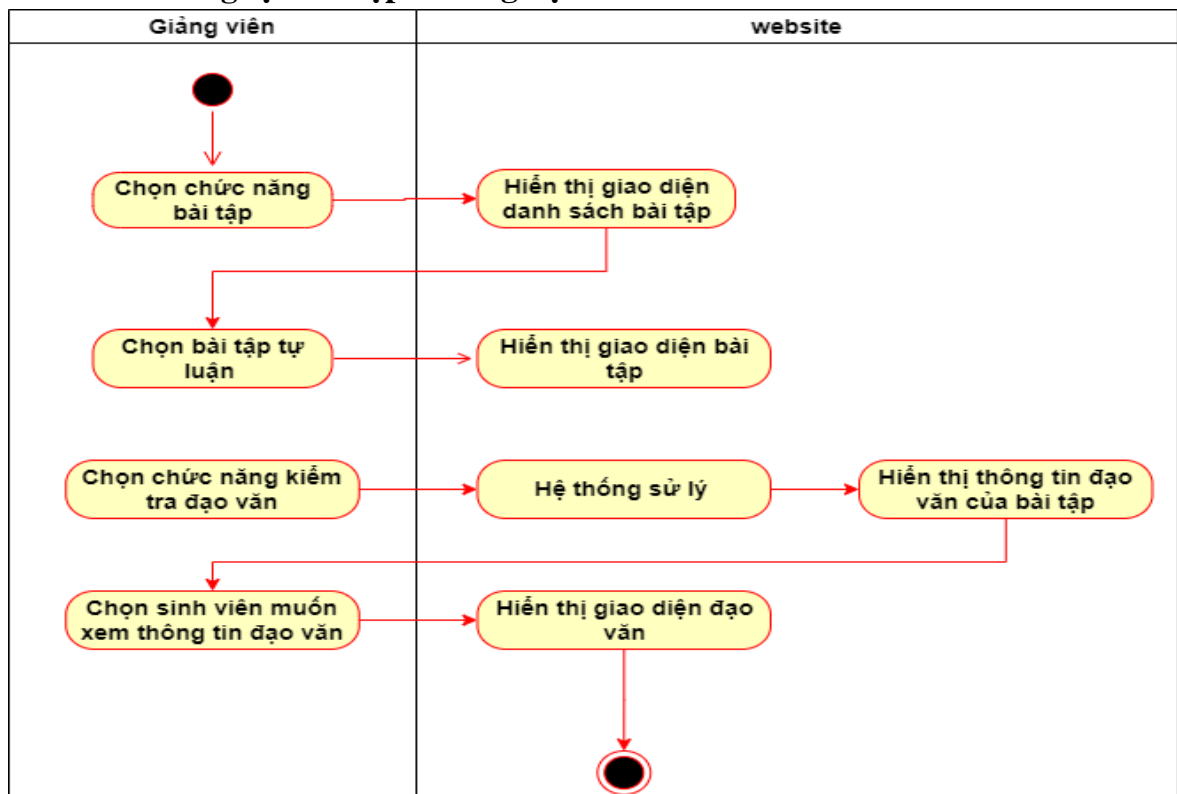 Giảng viên
website
Chọn chức năng
bài tập
Hiển thị giao diện
danh sách bài tập
Chọn bài tập tự
luận
Hiển thị giao diện bài
tập
Chọn chức năng kiểm
tra đạo văn
Hệ thống sử lý
Hiển thị thông tin đạo
văn của bài tập
Chọn sinh viên muốn
xem thông tin đạo văn
Hiển thị giao diện đạo
văn